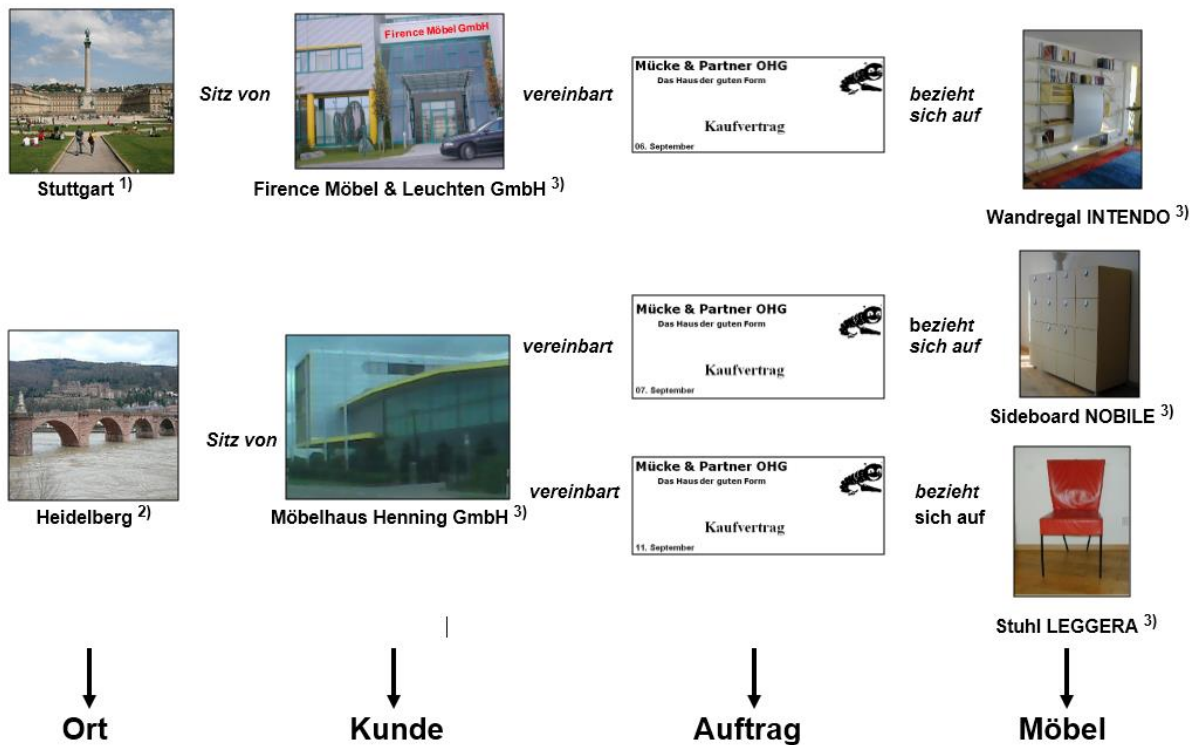 Firence Möbel GmbH
Sitz von
vereinbart
Mücke & Partner OHG
Das Haus der guten Form
Kaufvertrag
06. September
bezieht
sich auf
Stuttgart 1)
Firence Möbel & Leuchten GmbH 3)
Wandregal INTENDO 3)
Sitz von
vereinbart
Mücke & Partner OHG
Das Haus der guten Form
Kaufvertrag
07. September
bezieht
sich auf
Sideboard NOBILE 3)
Heidelberg 2)
Möbelhaus Henning GmbH 3)
vereinbart
Mücke & Partner OHG
Das Haus der guten Form
Kaufvertrag
11. September
bezieht
sich auf
Stuhl LEGGERA 3)
Ort
Kunde
Auftrag
Möbel